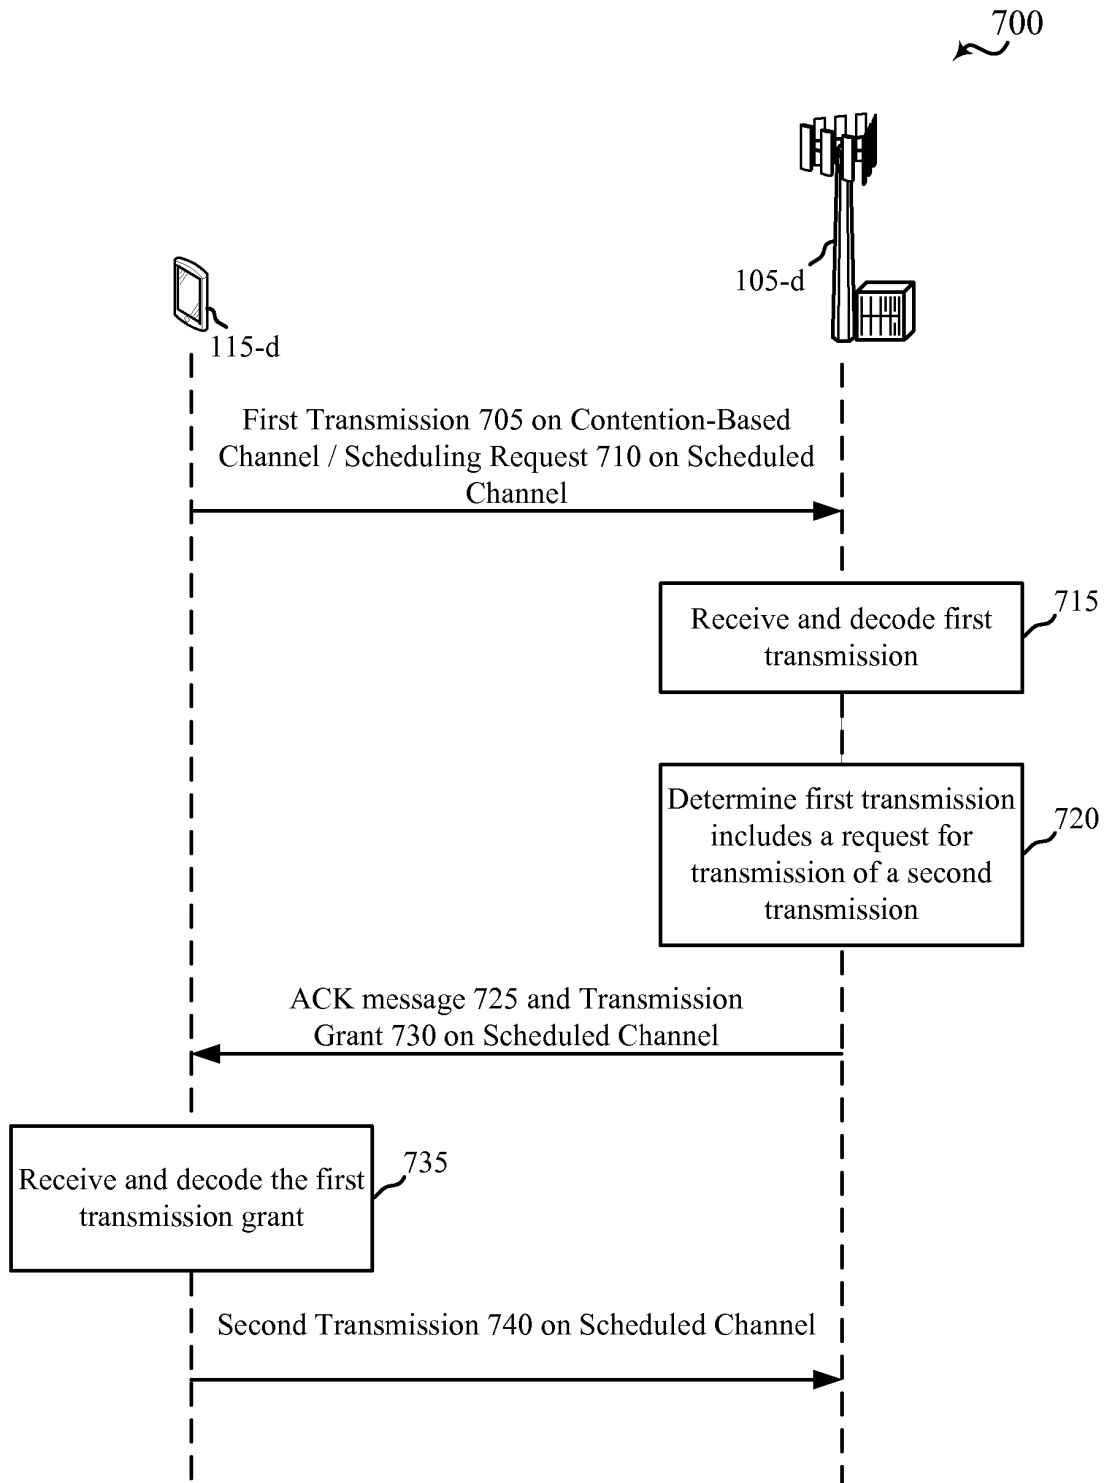 700
105-d
115-d
First Transmission 705 on Contention-Based
Channel / Scheduling Request 710 on Scheduled
Channel
715
Receive and decode first
transmission
720
Determine first transmission
includes a request for
transmission of a second
transmission
ACK message 725 and Transmission
Grant 730 on Scheduled Channel
735
Receive and decode the first
transmission grant
Second Transmission 740 on Scheduled Channel